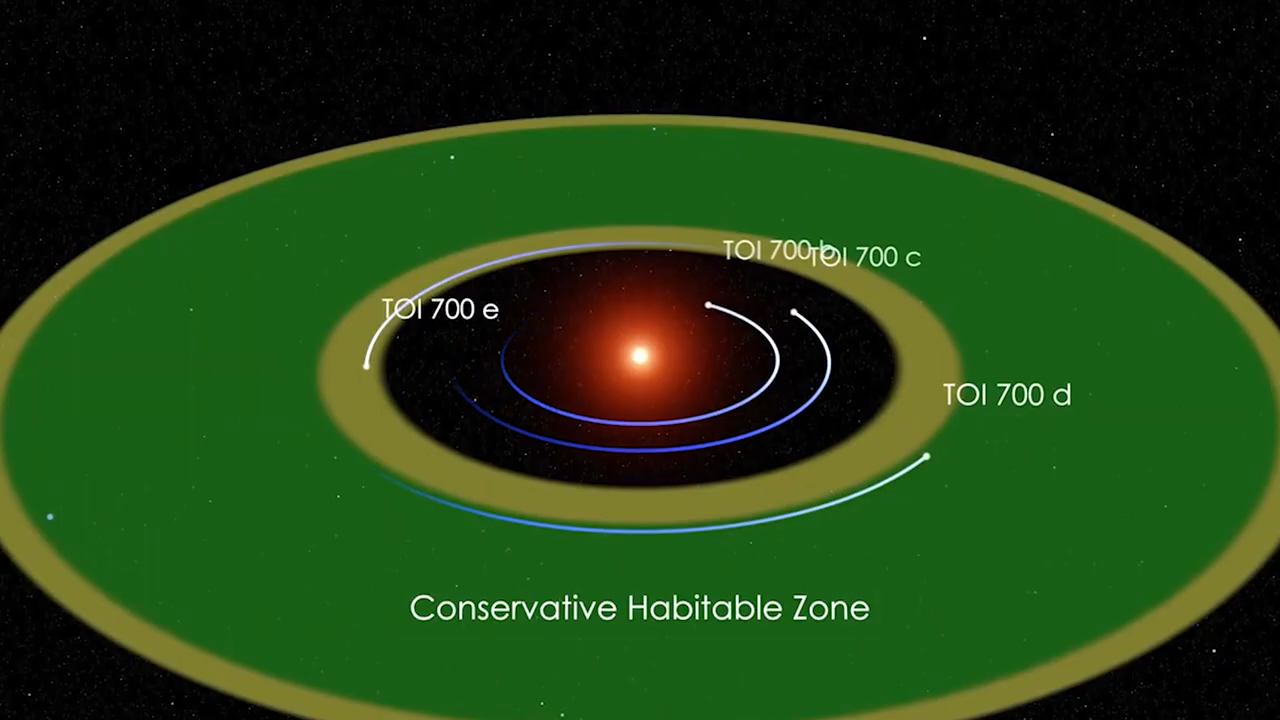 TOI 700 b
TOI 700 c
TOI 700 e
TOI 700 d
Conservative Habitable Zone